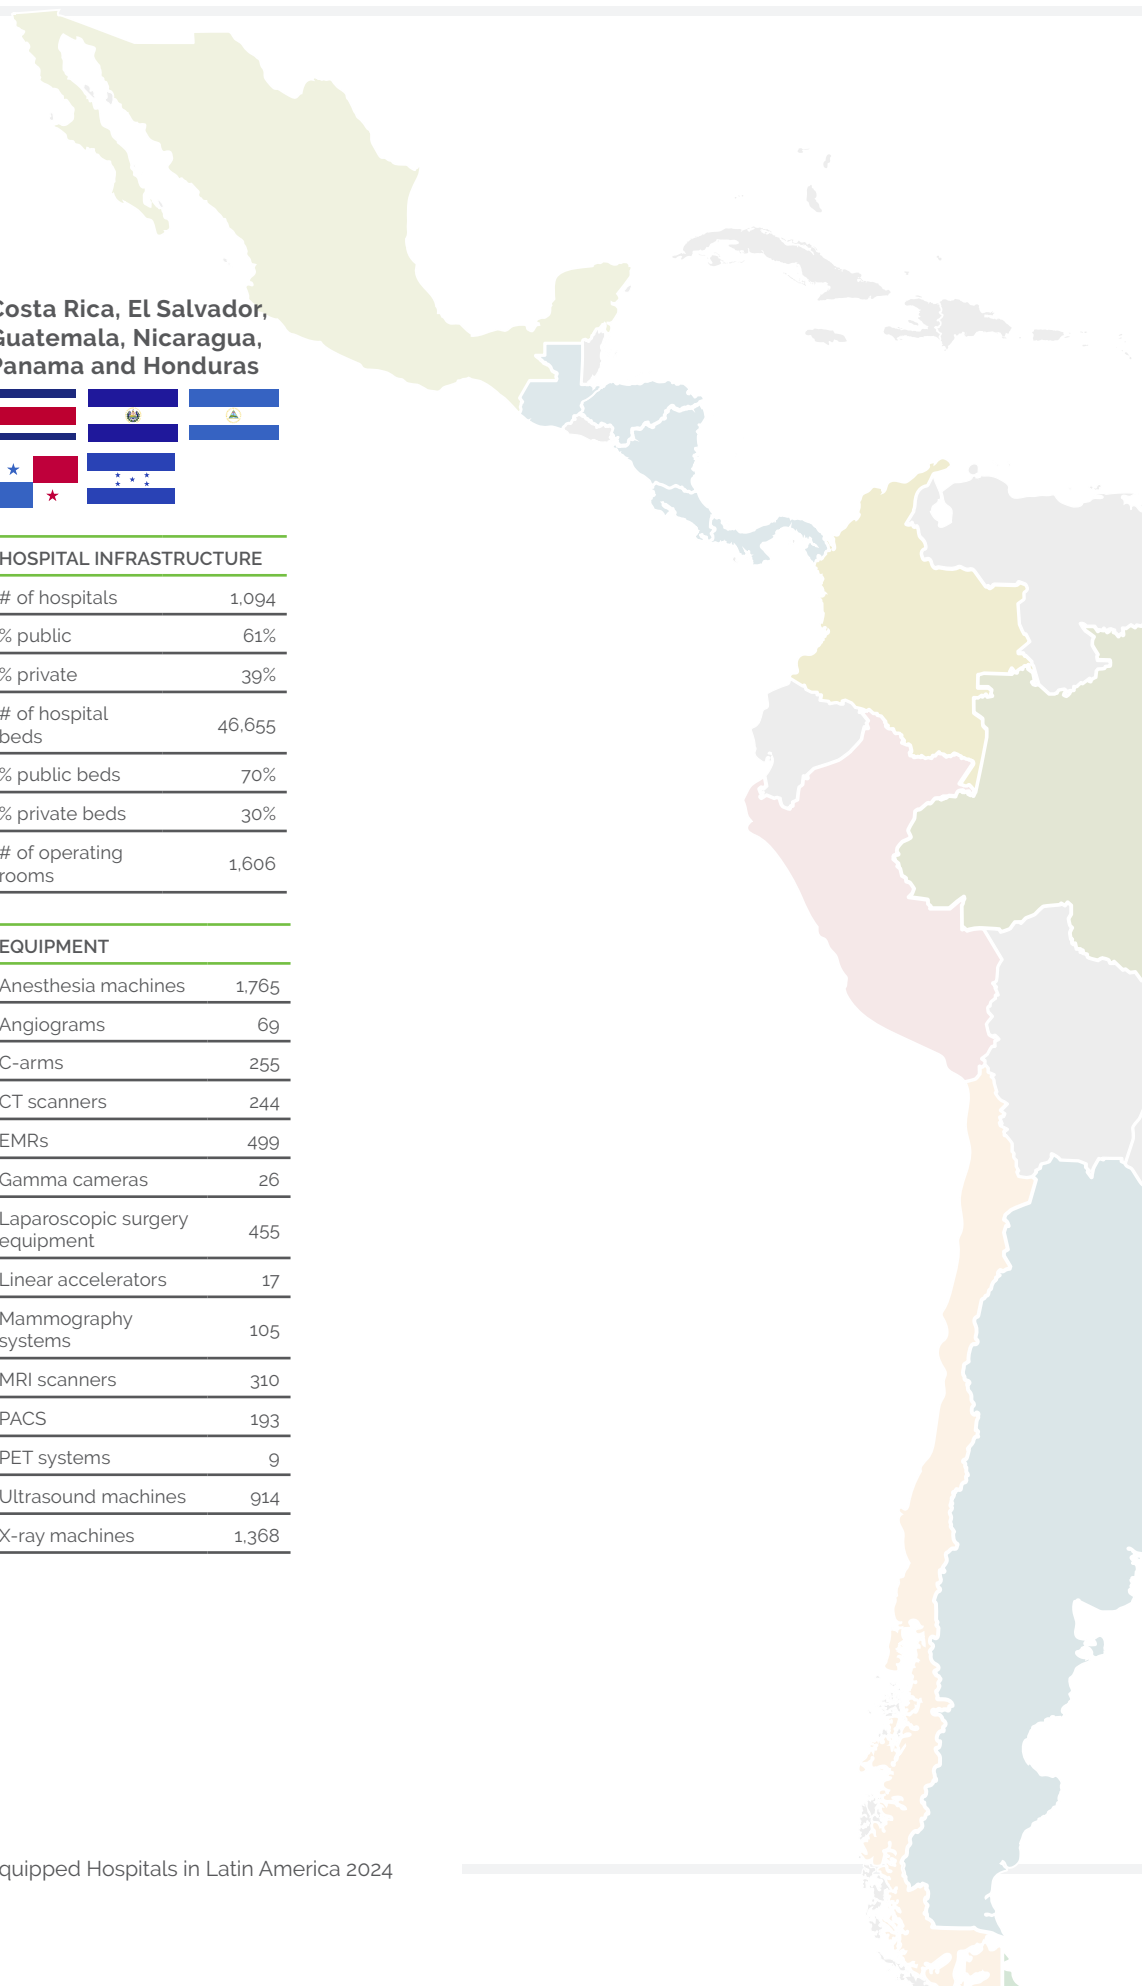 Costa Rica, El Salvador,
Guatemala, Nicaragua,
Panama and Honduras
HOSPITAL INFRASTRUCTURE
# of hospitals 1,094
% public 61%
% private 39%
# of hospital
beds 46,655
% public beds 70%
% private beds 30%
# of operating
rooms 1,606
EQUIPMENT
Anesthesia machines 1,765
Angiograms 69
C-arms 255
CT scanners 244
EMRs 499
Gamma cameras 26
Laparoscopic surgery
equipment 455
Linear accelerators 17
Mammography
systems 105
MRI scanners 310
PACS 193
PET systems 9
Ultrasound machines 914
X-ray machines 1,368
quipped Hospitals in Latin America 2024